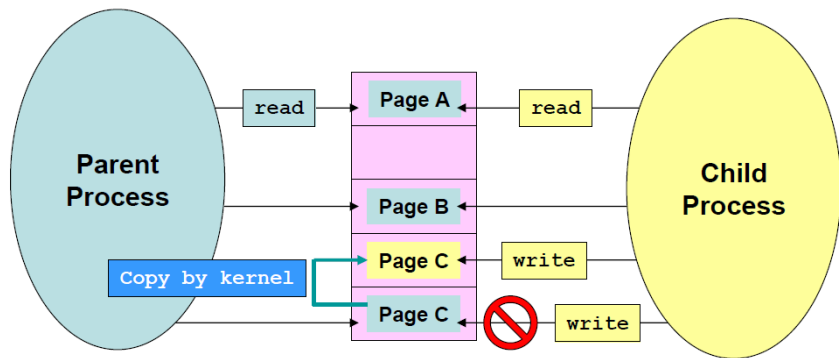 Page A
read
read
Parent
Process
Child
Process
Page B
Copy by kernel
Page C
write
Page C
write